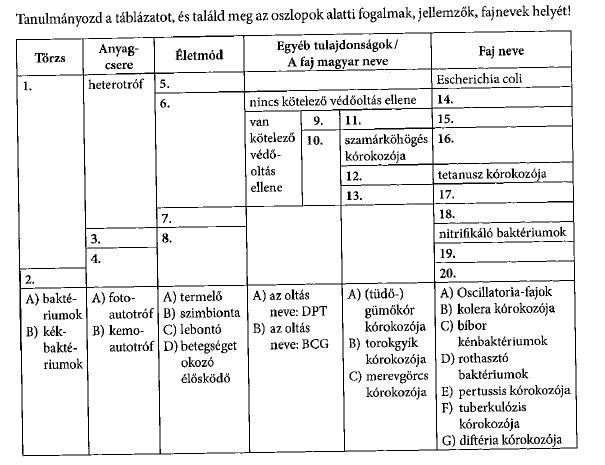 Tanulmányozd a táblázatot, és találd meg az oszlopok alatti fogalmak, jellemzők, fajnevek helyét!
Törzs
Anyag-
csere
Életmód
Egyéb tulajdonságok/
A faj magyar neve
Faj neve
1.
heterotróf
5.
Escherichia coli
6.
nincs kötelező védőoltás ellene
14.
van
kötelező
védő-
oltás
ellene
9.
11.
15.
10.
szamárköhögés
kórokozója
16.
12.
tetanusz kórokozója
13.
17.
7.
18.
3.
8.
nitrifikáló baktériumok
4.
19.
2.
20.
A) bakté-
riumok
B) kék-
bakté-
riumok
A) foto-
autotróf
B) kemo-
autotróf
A) termelő
B) szimbionta
C) lebontó
D) betegséget
okozó
élősködő
A) az oltás
neve: DPT
B) az oltás
neve: BCG
A) (tüdő-)
gümőkór
kórokozója
B) torokgyík
kórokozója
C) merevgörcs
kórokozója
A) Oscillatoria-fajok
B) kolera kórokozója
C) bíbor
kénbaktériumok
D) rothasztó
baktériumok
E) pertussis kórokozója
F) tuberkulózis
kórokozója
G) diftéria kórokozója